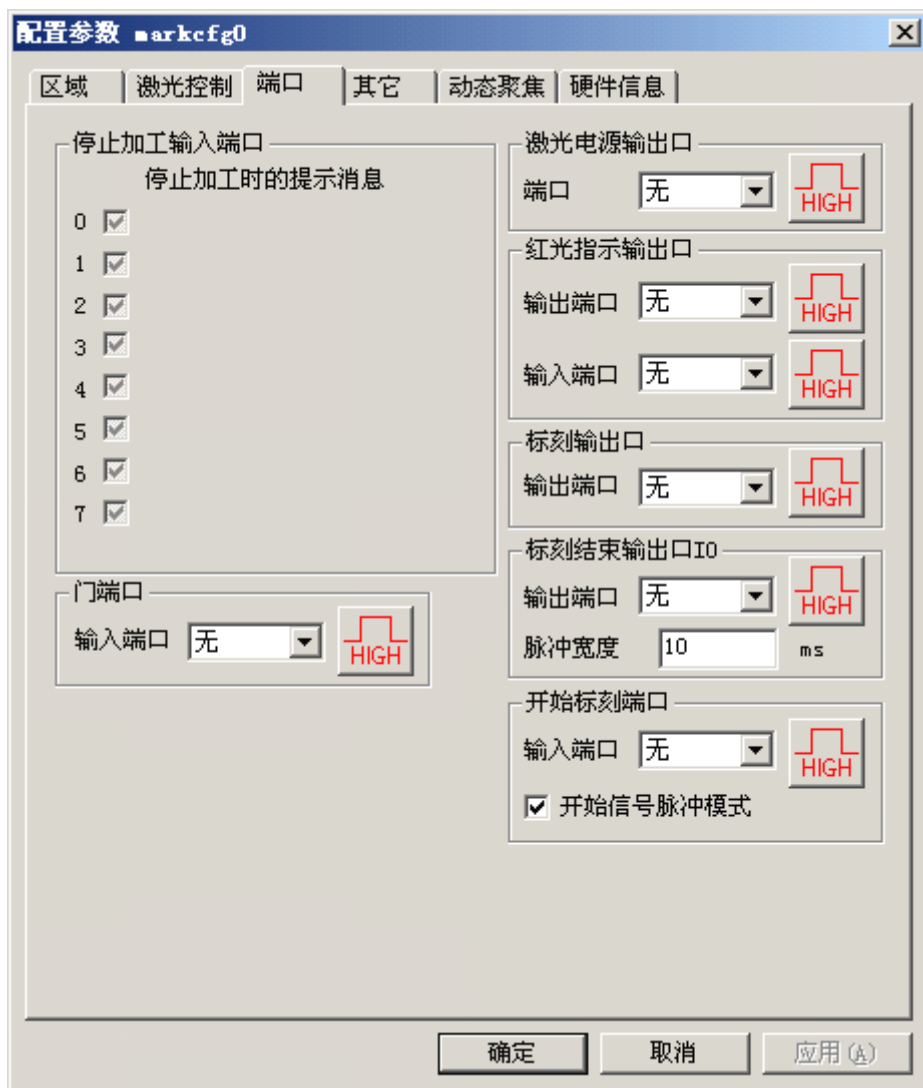 配置参数 markcfg0
区域 激光控制 端口 其它 动态聚焦 硬件信息
停止加工输入端口
停止加工时的提示消息
0
1
2
3
4
5
6
7
门端口
输入端口 无 HIGH
激光电源输出口
端口 无 HIGH
红光指示输出口
输出端口 无 HIGH
输入端口 无 HIGH
标刻输出口
输出端口 无 HIGH
标刻结束输出口IO
输出端口 无 HIGH
脉冲宽度 10 ms
开始标刻端口
输入端口 无 HIGH
开始信号脉冲模式
确定 取消 应用(A)